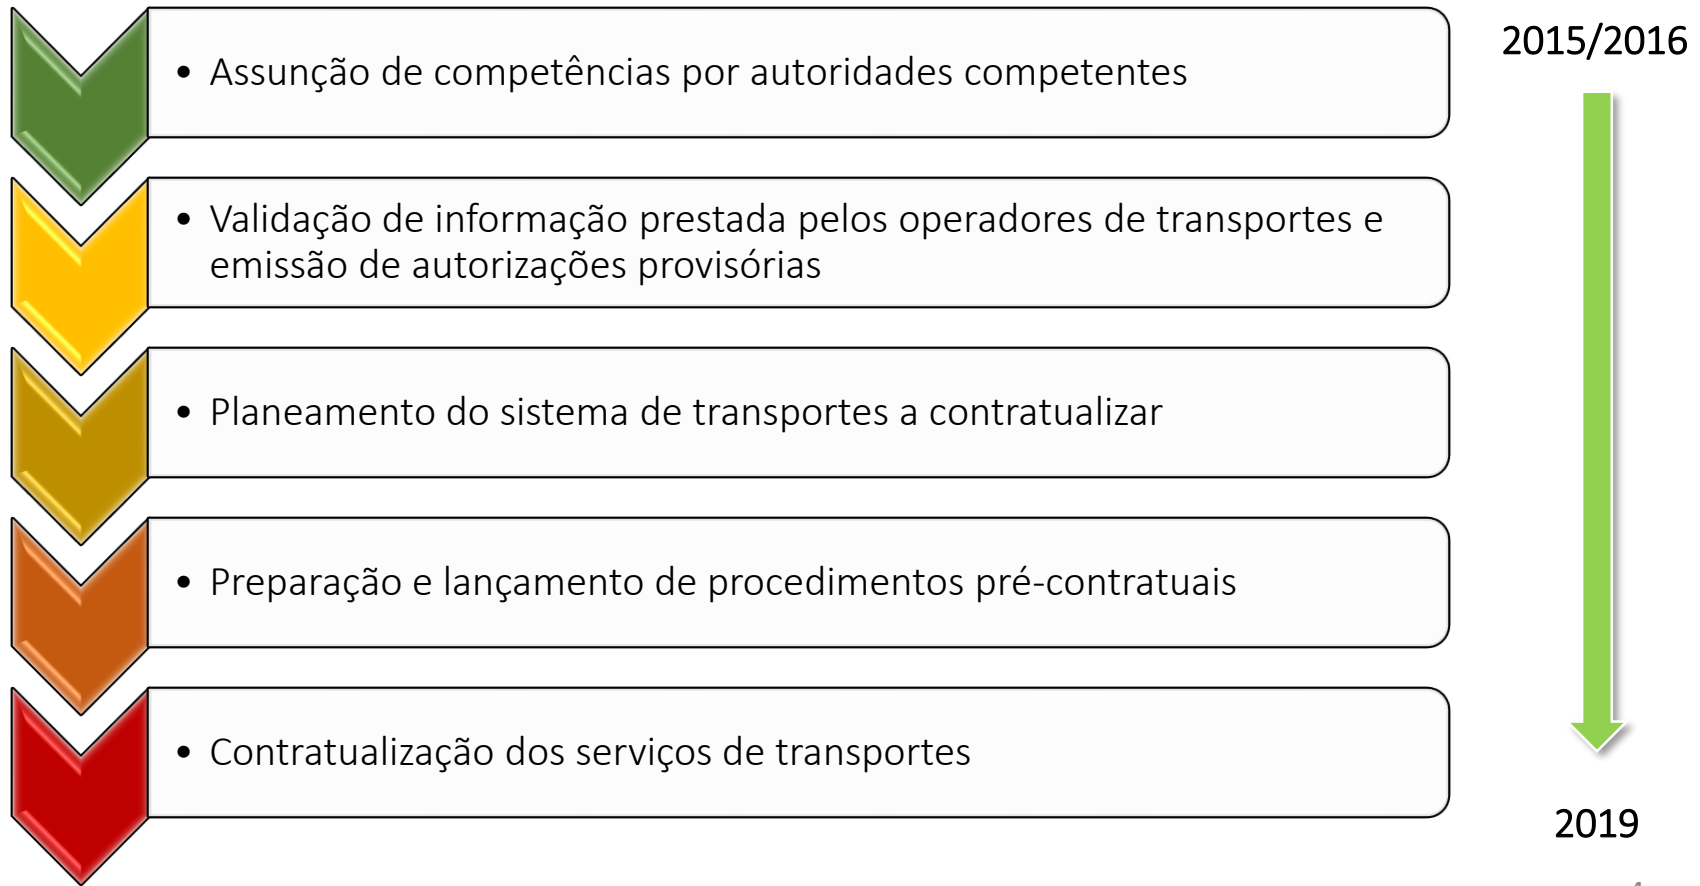 2015/2016
• Assunção de competências por autoridades competentes
• Validação de informação prestada pelos operadores de transportes e
emissão de autorizações provisórias
• Planeamento do sistema de transportes a contratualizar
• Preparação e lançamento de procedimentos pré-contratuais
• Contratualização dos serviços de transportes
2019